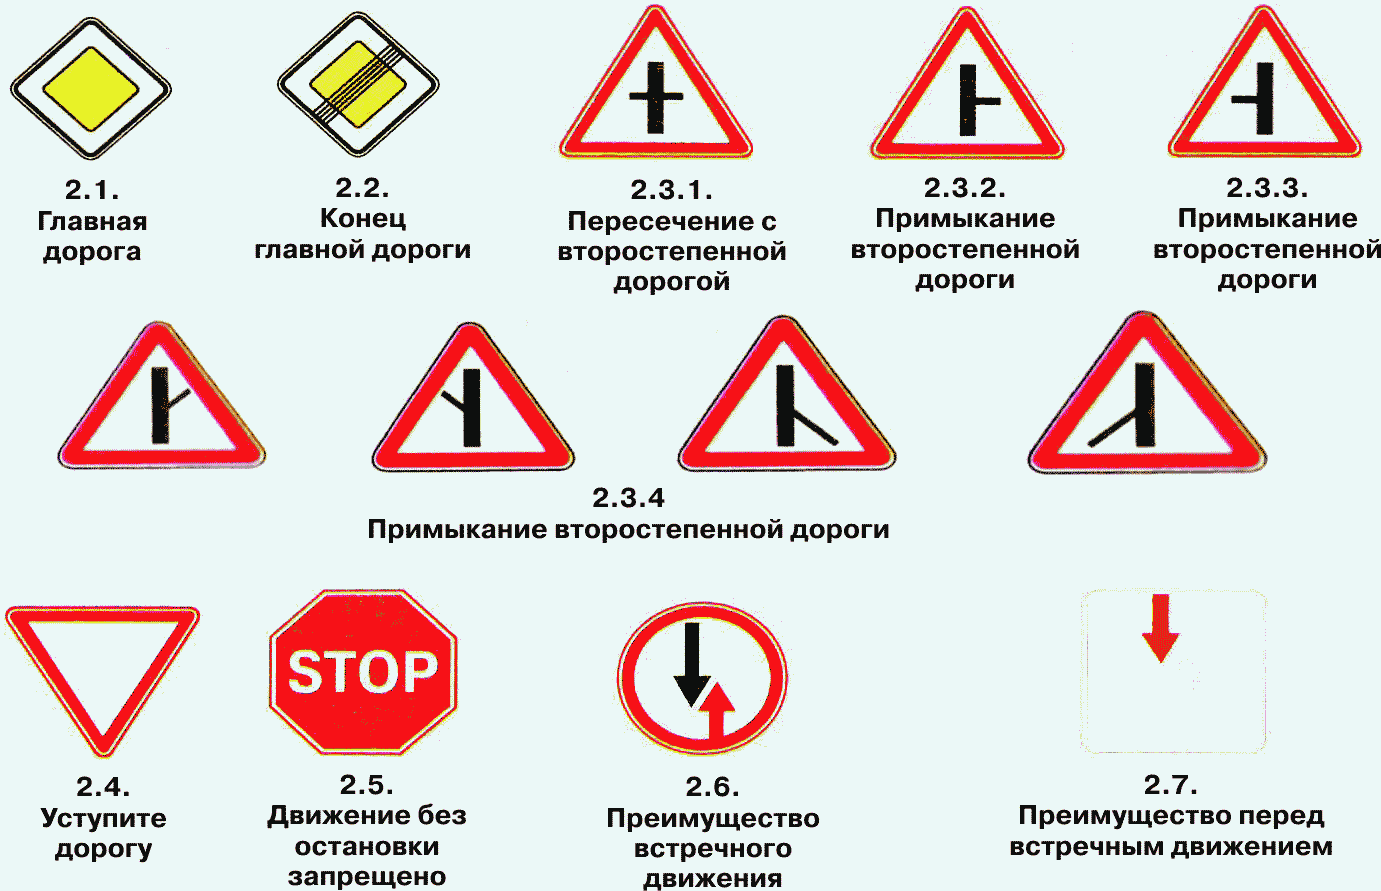 2.1.
Главная
дорога
2.2.
Конец
главной дороги
2.3.1.
Пересечение с
второстепенной
дорогой
2.3.2.
Примыкание
второстепенной
дороги
2.3.3.
Примыкание
второстепенной
дороги
2.3.4
Примыкание второстепенной дороги
STOP
2.4.
Уступите
дорогу
2.5.
Движение без
остановки
запрещено
2.6.
Преимущество
встречного
движения
2.7.
Преимущество перед
встречным движением